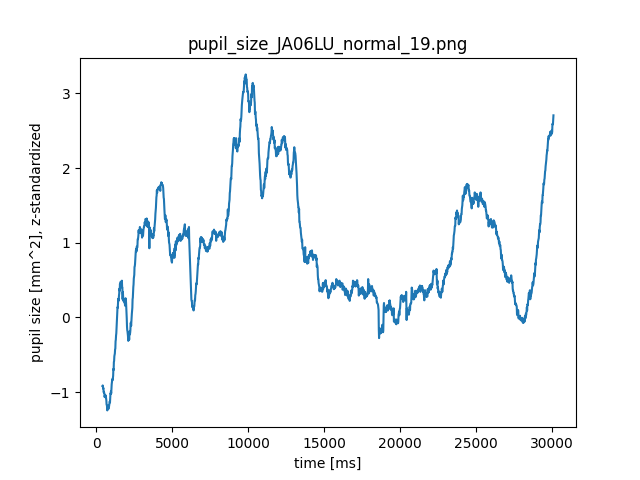 pupil_size_JA06LU_normal_19.png
pupil size [mm^2], z-standardized
3
2
1
0
−1
0 5000 10000 15000 20000 25000 30000
time [ms]